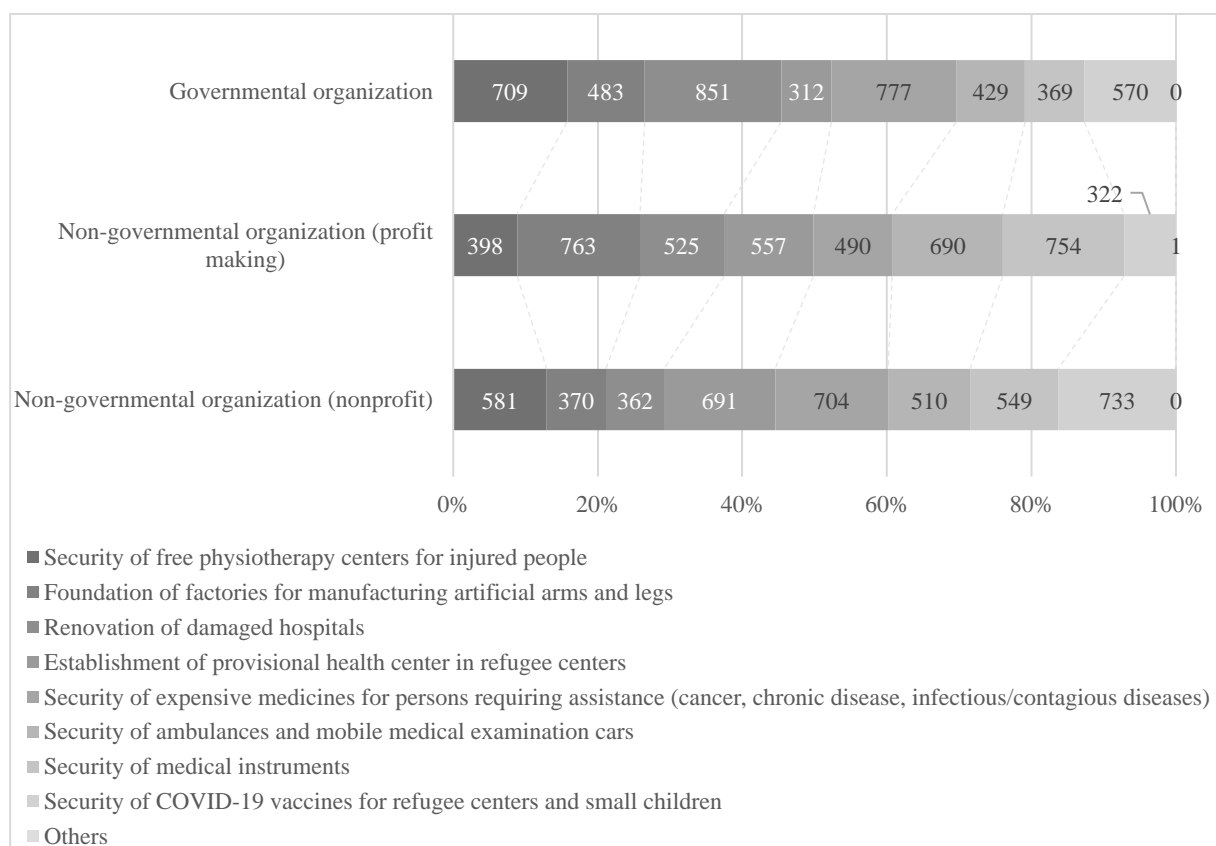 Governmental organization
709 483 851 312 777 429 369 570 0
322
Non-governmental organization (profit
making)
398 763 525 557 490 690 754 1
Non-governmental organization (nonprofit)
581 370 362 691 704 510 549 733 0
0% 20% 40% 60% 80% 100%
Security of free physiotherapy centers for injured people
Foundation of factories for manufacturing artificial arms and legs
Renovation of damaged hospitals
Establishment of provisional health center in refugee centers
Security of expensive medicines for persons requiring assistance (cancer, chronic disease, infectious/contagious diseases)
Security of ambulances and mobile medical examination cars
Security of medical instruments
Security of COVID-19 vaccines for refugee centers and small children
Others